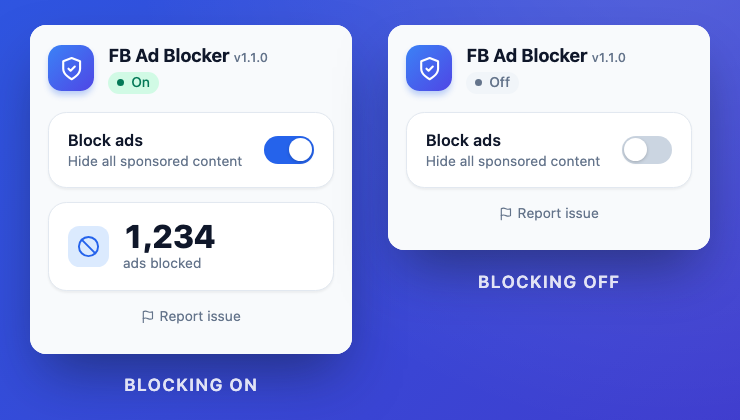 FB Ad Blocker v1.1.0
On
Block ads
Hide all sponsored content
1,234
ads blocked
Report issue
BLOCKING ON
FB Ad Blocker v1.1.0
Off
Block ads
Hide all sponsored content
Report issue
BLOCKING OFF